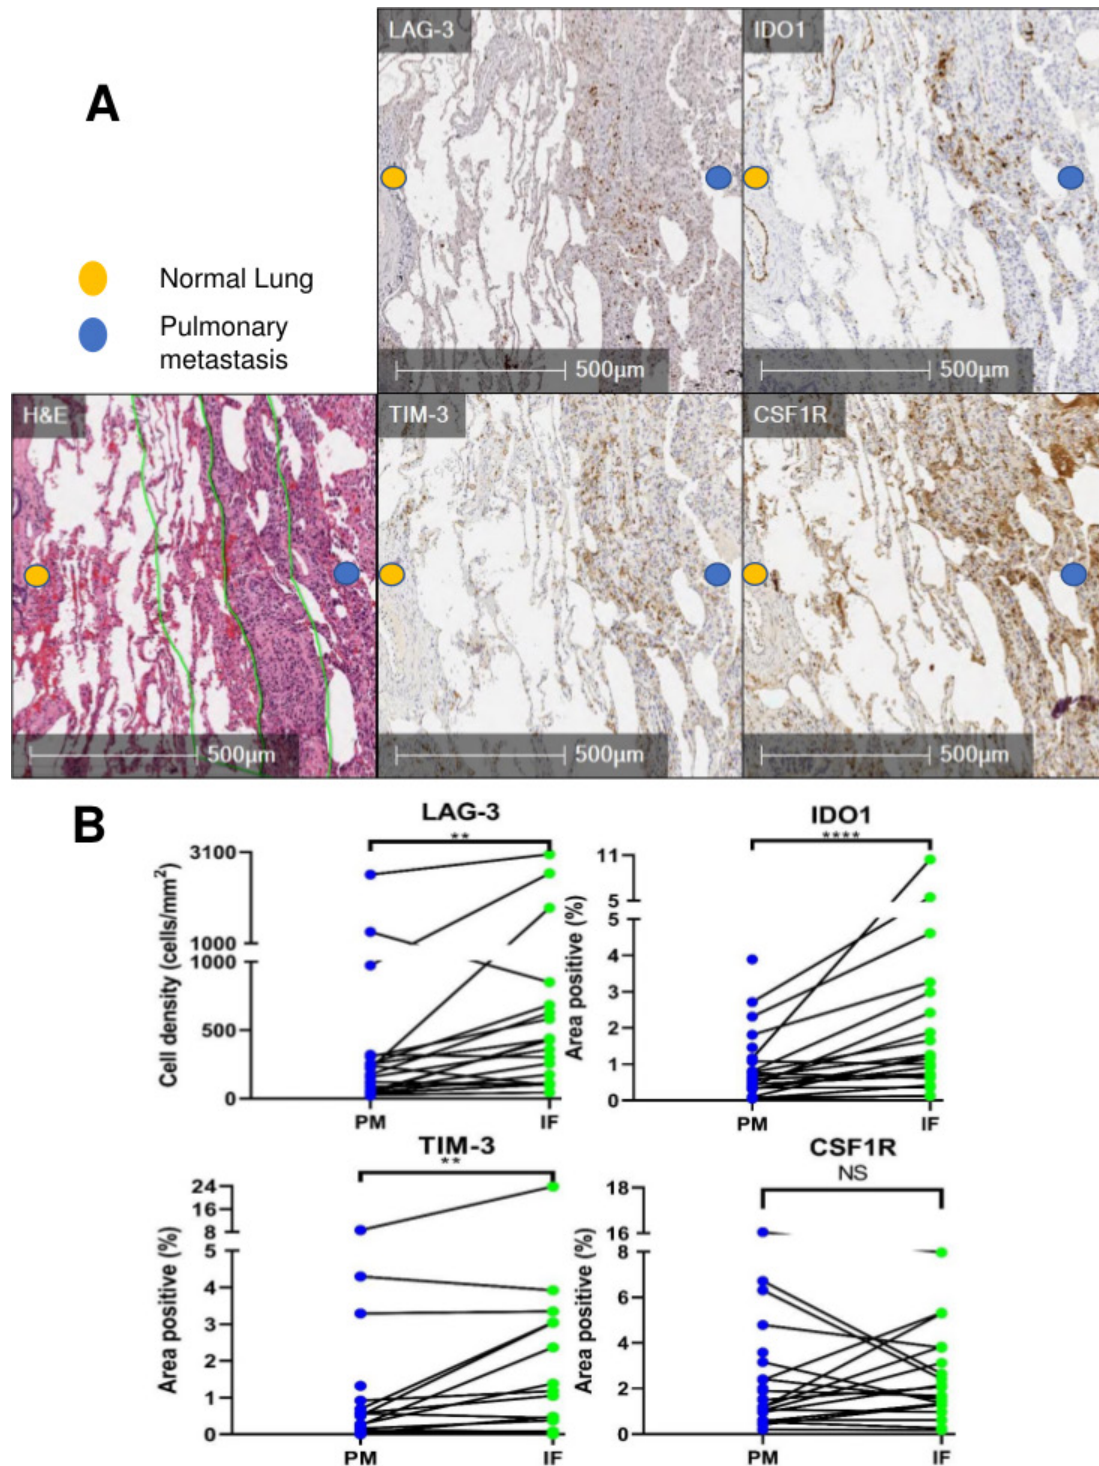 A
LAG-3
IDO1
Normal Lung
Pulmonary
metastasis
500µm
500µm
H&E
TIM-3
CSF1R
500µm
500µm
500µm
B
LAG-3
**
3100
1000
1000
500
0
Cell density (cells/mm²)
PM
IF
IDO1
****
11
5
5
4
3
2
1
0
Area positive (%)
PM
IF
TIM-3
**
24
16
8
5
4
3
2
1
0
Area positive (%)
PM
IF
CSF1R
NS
18
16
8
6
4
2
0
Area positive (%)
PM
IF